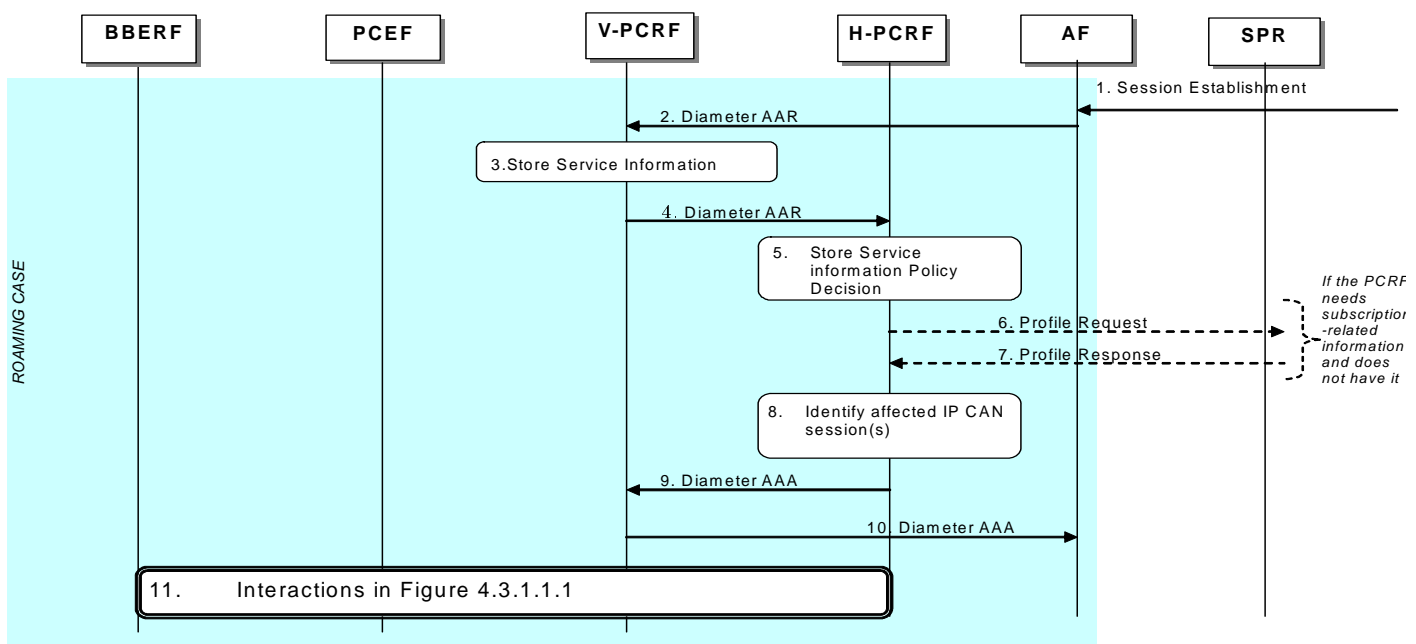 BBERF
PCEF
V-PCRF
H-PCRF
AF
SPR
1. Session Establishment
2. Diameter AAR
3.Store Service Information
4. Diameter AAR
5. Store Service
information Policy
Decision
ROAMING CASE
If the PCRF
needs
subscription
-related
information
and does
not have it
6. Profile Request
7. Profile Response
8. Identify affected IP CAN
session(s)
9. Diameter AAA
10. Diameter AAA
11. Interactions in Figure 4.3.1.1.1